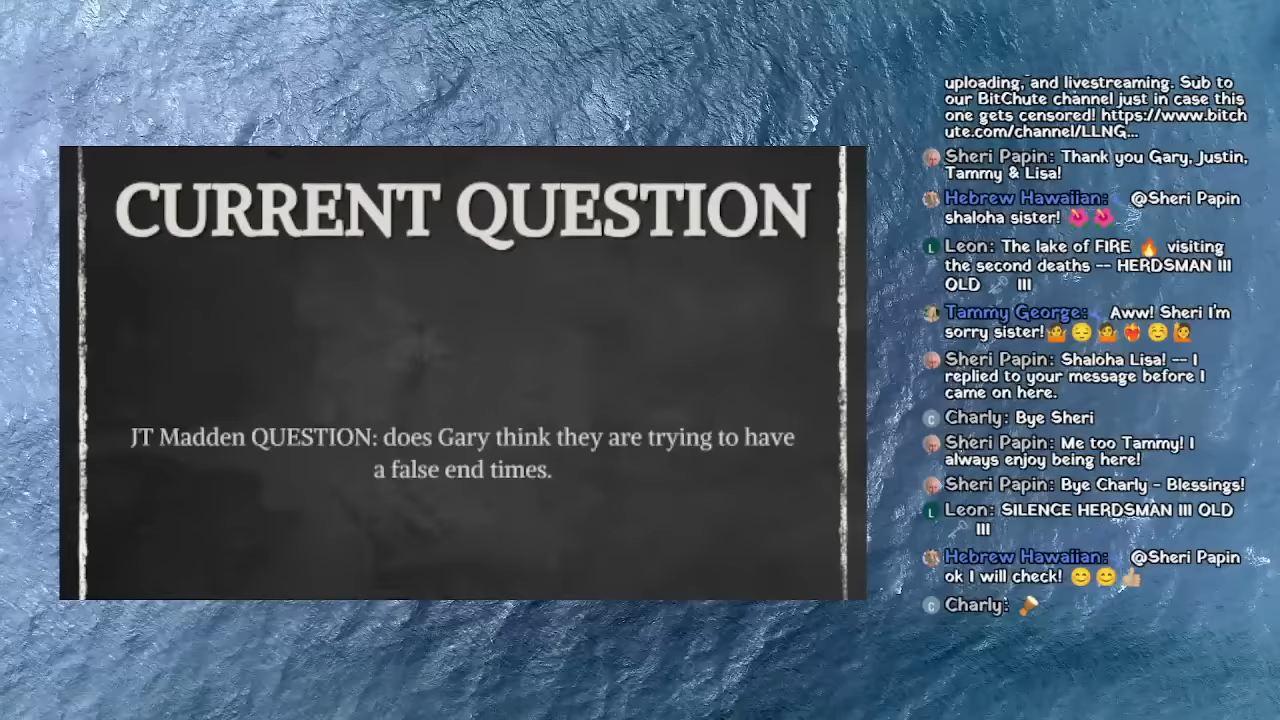 CURRENT QUESTION
JT Madden QUESTION: does Gary think they are trying to have
a false end times.
uploading, and livestreaming. Sub to
our BitChute channel just in case this
one gets censored! https://www.bitch
ute.com/channel/LLNG...
Sheri Papin: Thank you Gary, Justin,
Tammy & Lisa!
Hebrew Hawaiian: @Sheri Papin
shaloha sister! 🌺🌺
L Leon: The lake of FIRE 🔥 visiting
the second deaths -- HERDSMAN III
OLD 🗝 III
Tammy George: Aww! Sheri I'm
sorry sister!🤷😔💁❤️‍🔥☺️🙋
Sheri Papin: Shaloha Lisa! -- I
replied to your message before I
came on here.
C Charly: Bye Sheri
Sheri Papin: Me too Tammy! I
always enjoy being here!
Sheri Papin: Bye Charly - Blessings!
L Leon: SILENCE HERDSMAN III OLD
🗝 III
Hebrew Hawaiian: @Sheri Papin
ok I will check! 😊😊👍🏼
C Charly: